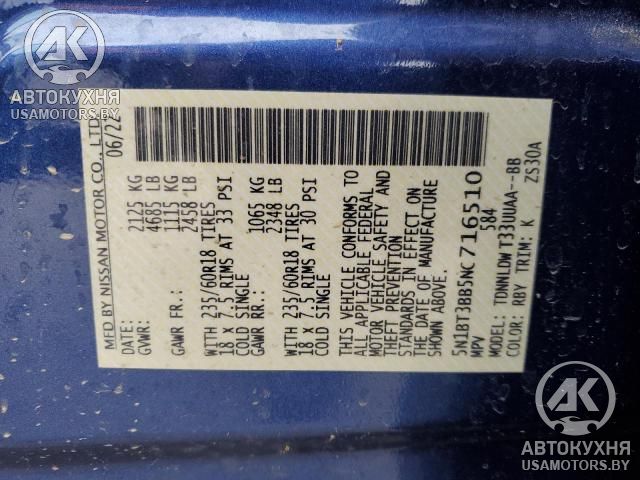 AK
АВТОКУХНЯ
USAMOTORS.BY
MFD BY NISSAN MOTOR CO., LTD.
DATE: 06/22
GVWR: 2125 KG
4685 LB
GAWR FR.: 1115 KG
2458 LB
WITH 235/60R18 TIRES
18 X 7.5 RIMS AT 33 PSI
COLD SINGLE
GAWR RR.: 1065 KG
2348 LB
WITH 235/60R18 TIRES
18 X 7.5 RIMS AT 30 PSI
COLD SINGLE
THIS VEHICLE CONFORMS TO
ALL APPLICABLE FEDERAL
MOTOR VEHICLE SAFETY AND
THEFT PREVENTION
STANDARDS IN EFFECT ON
THE DATE OF MANUFACTURE
SHOWN ABOVE.
5N1BT3BB5NC716510
MPV 584
MODEL: TDNNLDWT33UUAA--BB
COLOR: RBY TRIM: K ZS30A
AK
АВТОКУХНЯ
USAMOTORS.BY